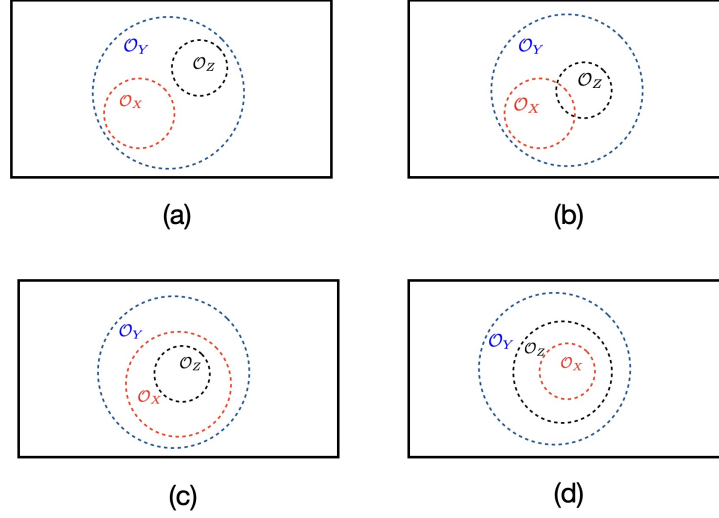 𝒪_Y 𝒪_Z
𝒪_X
(a)
𝒪_Y
𝒪_Z
𝒪_X
(b)
𝒪_Y
𝒪_Z
𝒪_X
(c)
𝒪_Y 𝒪_Z 𝒪_X
(d)